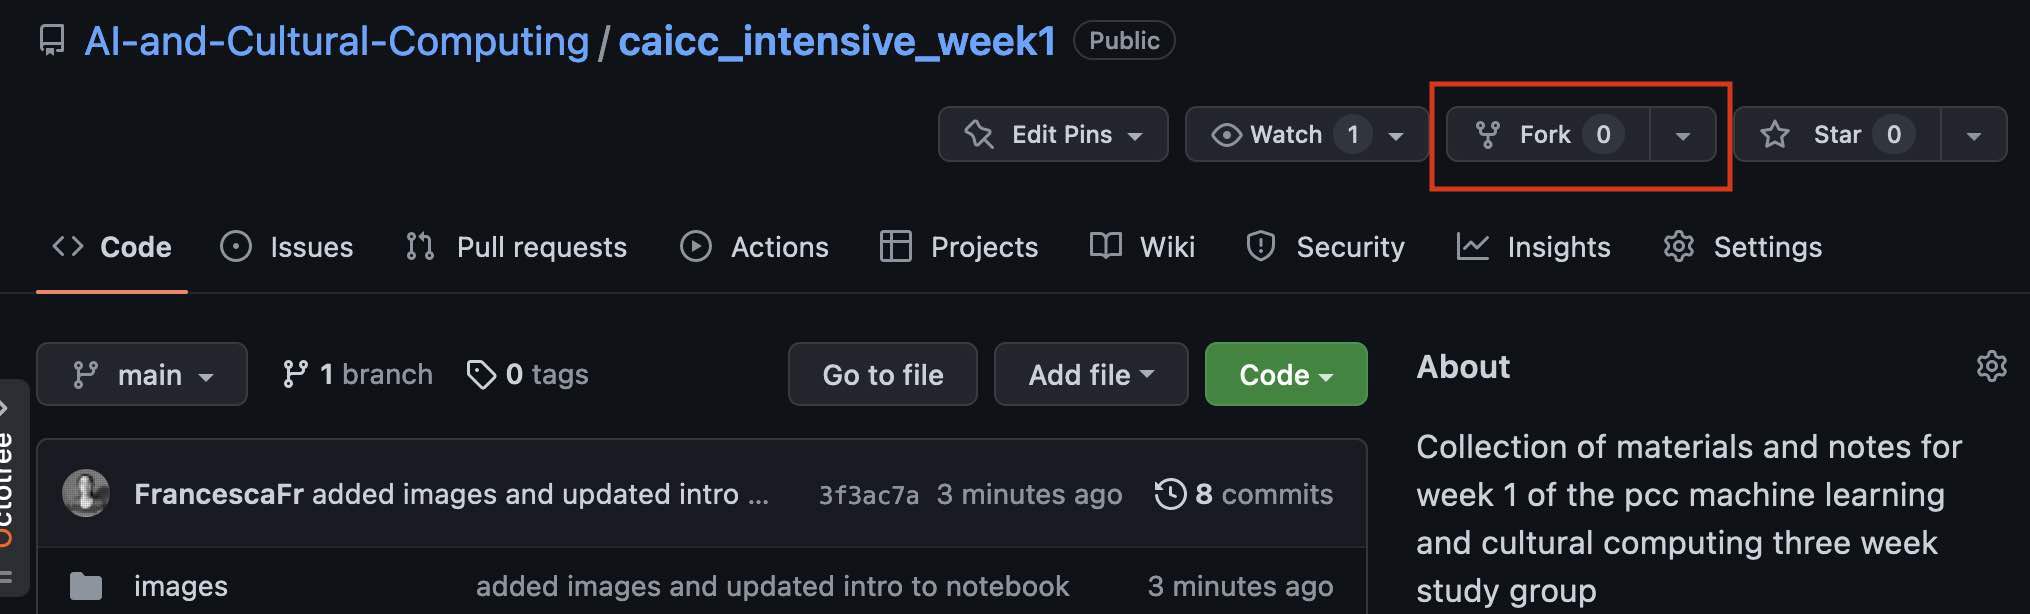 AI-and-Cultural-Computing / caicc_intensive_week1 Public
Edit Pins Watch 1 Fork 0 Star 0
Code Issues Pull requests Actions Projects Wiki Security Insights Settings
main 1 branch 0 tags Go to file Add file Code
About
Octotree
FrancescaFr added images and updated intro ... 3f3ac7a 3 minutes ago 8 commits
images added images and updated intro to notebook 3 minutes ago
Collection of materials and notes for
week 1 of the pcc machine learning
and cultural computing three week
study group